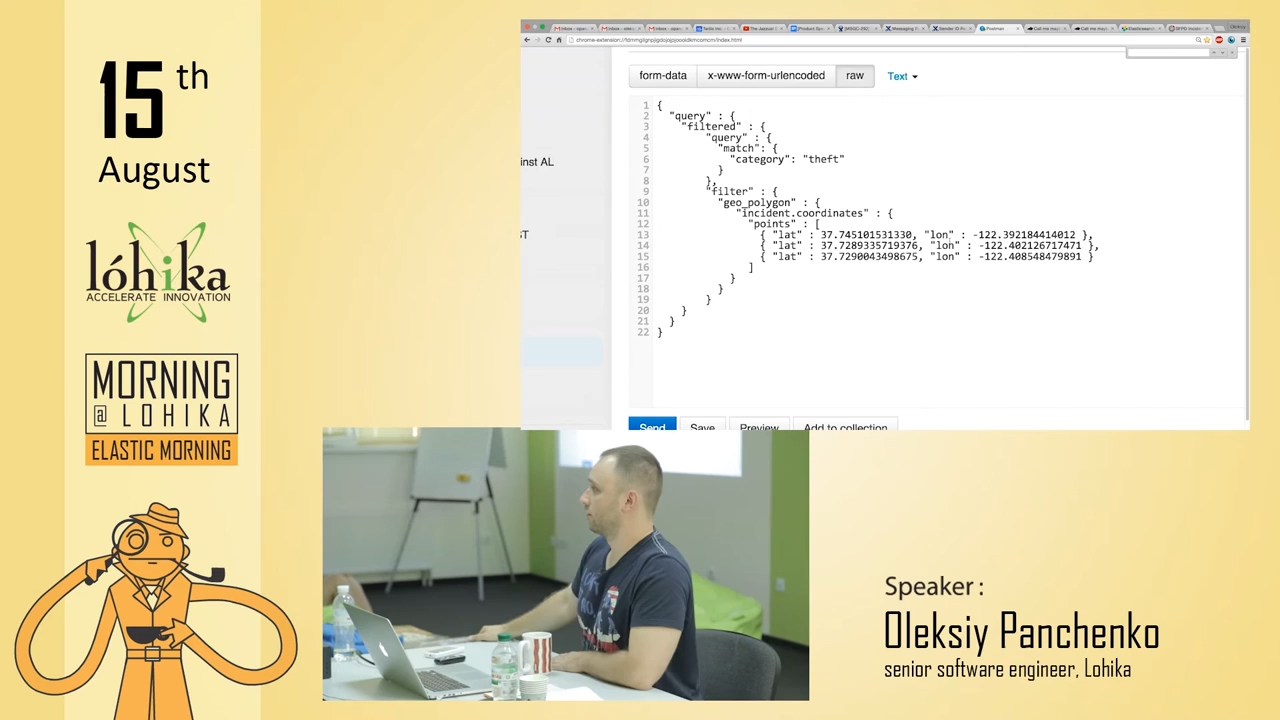 15 th
August
lóhika
ACCELERATE INNOVATION
MORNING
@ LOHIKA
ELASTIC MORNING
form-data x-www-form-urlencoded raw Text
inst AL
ST
1 {
2 "query" : {
3 "filtered" : {
4 "query" : {
5 "match": {
6 "category": "theft"
7 }
8 },
9 "filter" : {
10 "geo_polygon" : {
11 "incident.coordinates" : {
12 "points" : [
13 { "lat" : 37.745101531330, "lon" : -122.392184414012 },
14 { "lat" : 37.7289335719376, "lon" : -122.402126717471 },
15 { "lat" : 37.7290043498675, "lon" : -122.408548479891 }
16 ]
17 }
18 }
19 }
20 }
21 }
22 }
Send Save Preview Add to collection
Speaker :
Oleksiy Panchenko
senior software engineer, Lohika